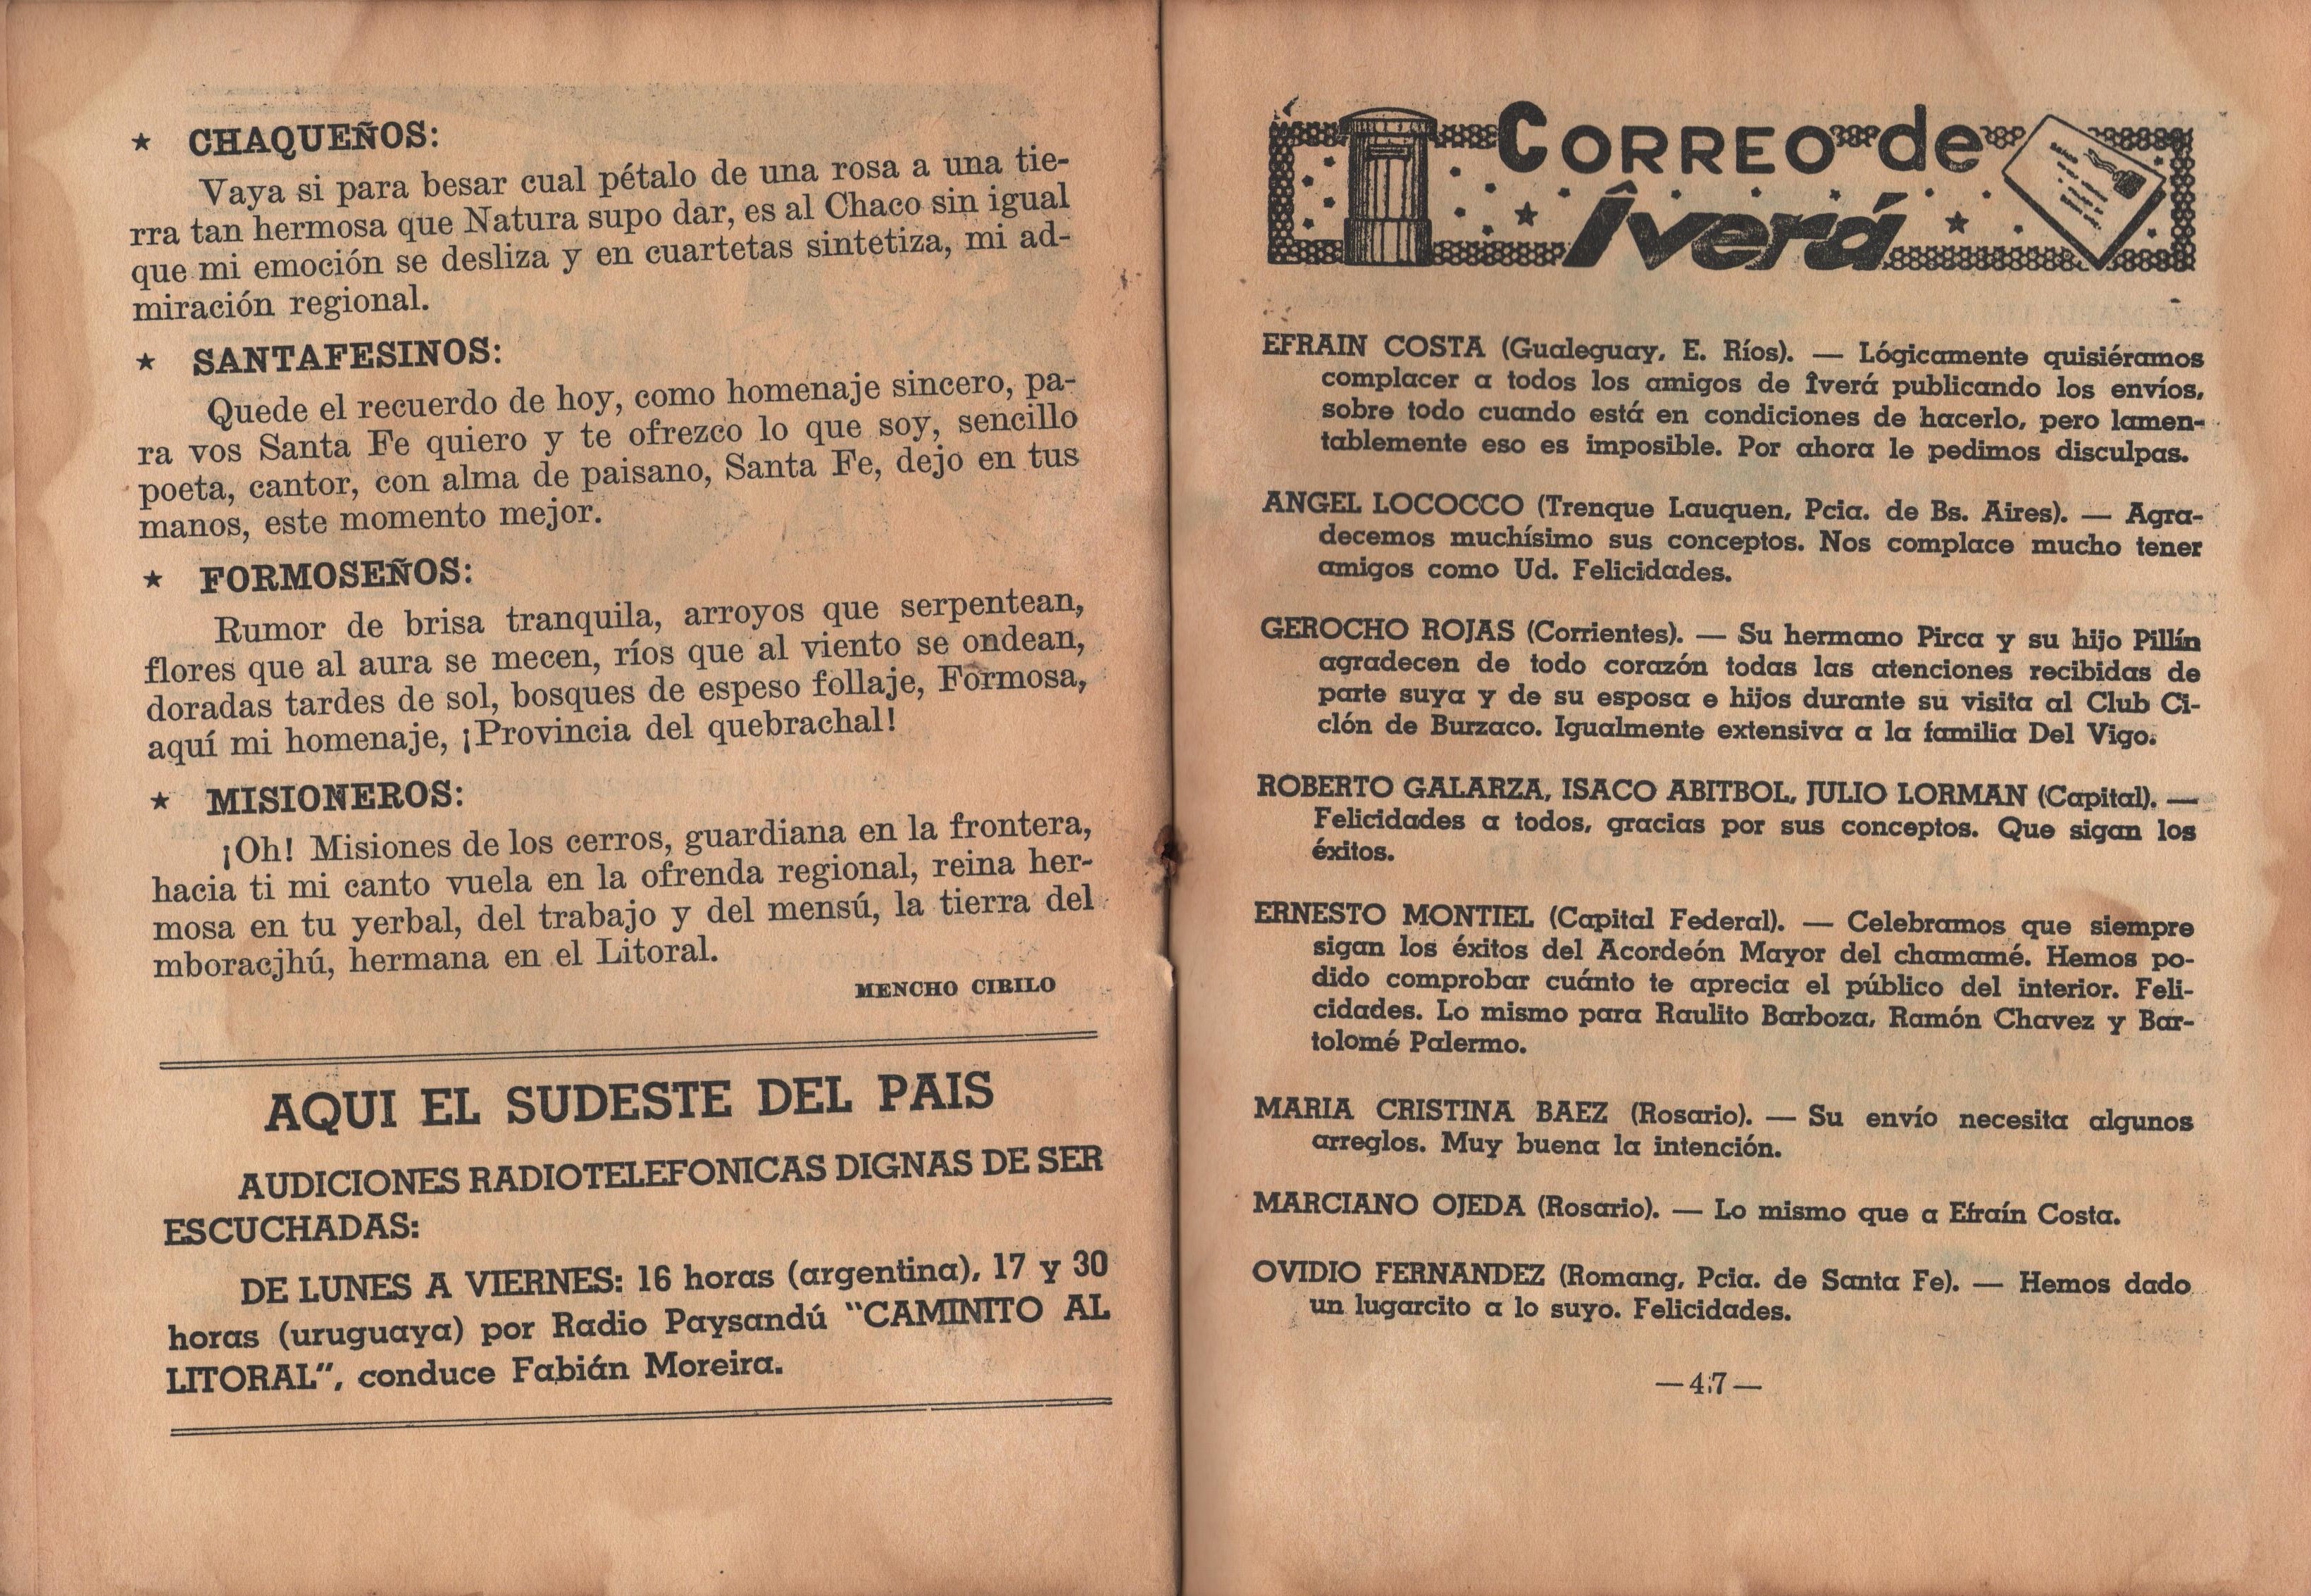 ★ CHAQUEÑOS:
Vaya si para besar cual pétalo de una rosa a una tie-
rra tan hermosa que Natura supo dar, es al Chaco sin igual
que mi emoción se desliza y en cuartetas sintetiza, mi ad-
miración regional.
★ SANTAFESINOS:
Quede el recuerdo de hoy, como homenaje sincero, pa-
ra vos Santa Fe quiero y te ofrezco lo que soy, sencillo
poeta, cantor, con alma de paisano, Santa Fe, dejo en tus
manos, este momento mejor.
★ FORMOSEÑOS:
Rumor de brisa tranquila, arroyos que serpentean,
flores que al aura se mecen, ríos que al viento se ondean,
doradas tardes de sol, bosques de espeso follaje, Formosa,
aquí mi homenaje, ¡Provincia del quebrachal!
★ MISIONEROS:
¡Oh! Misiones de los cerros, guardiana en la frontera,
hacia ti mi canto vuela en la ofrenda regional, reina her-
mosa en tu yerbal, del trabajo y del mensú, la tierra del
mboracjhú, hermana en el Litoral.
MENCHO CIRILO
AQUI EL SUDESTE DEL PAIS
AUDICIONES RADIOTELEFONICAS DIGNAS DE SER
ESCUCHADAS:
DE LUNES A VIERNES: 16 horas (argentina), 17 y 30
horas (uruguaya) por Radio Paysandú "CAMINITO AL
LITORAL", conduce Fabián Moreira.
CORREO de
Îverá
EFRAIN COSTA (Gualeguay, E. Ríos). — Lógicamente quisiéramos
complacer a todos los amigos de Îverá publicando los envíos,
sobre todo cuando está en condiciones de hacerlo, pero lamen-
tablemente eso es imposible. Por ahora le pedimos disculpas.
ANGEL LOCOCCO (Trenque Lauquen, Pcia. de Bs. Aires). — Agra-
decemos muchísimo sus conceptos. Nos complace mucho tener
amigos como Ud. Felicidades.
GEROCHO ROJAS (Corrientes). — Su hermano Pirca y su hijo Pillín
agradecen de todo corazón todas las atenciones recibidas de
parte suya y de su esposa e hijos durante su visita al Club Ci-
clón de Burzaco. Igualmente extensiva a la familia Del Vigo.
ROBERTO GALARZA, ISACO ABITBOL, JULIO LORMAN (Capital). —
Felicidades a todos, gracias por sus conceptos. Que sigan los
éxitos.
ERNESTO MONTIEL (Capital Federal). — Celebramos que siempre
sigan los éxitos del Acordeón Mayor del chamamé. Hemos po-
dido comprobar cuánto te aprecia el público del interior. Feli-
cidades. Lo mismo para Raulito Barboza, Ramón Chavez y Bar-
tolomé Palermo.
MARIA CRISTINA BAEZ (Rosario). — Su envío necesita algunos
arreglos. Muy buena la intención.
MARCIANO OJEDA (Rosario). — Lo mismo que a Efraín Costa.
OVIDIO FERNANDEZ (Romang, Pcia. de Santa Fe). — Hemos dado
un lugarcito a lo suyo. Felicidades.
—47—